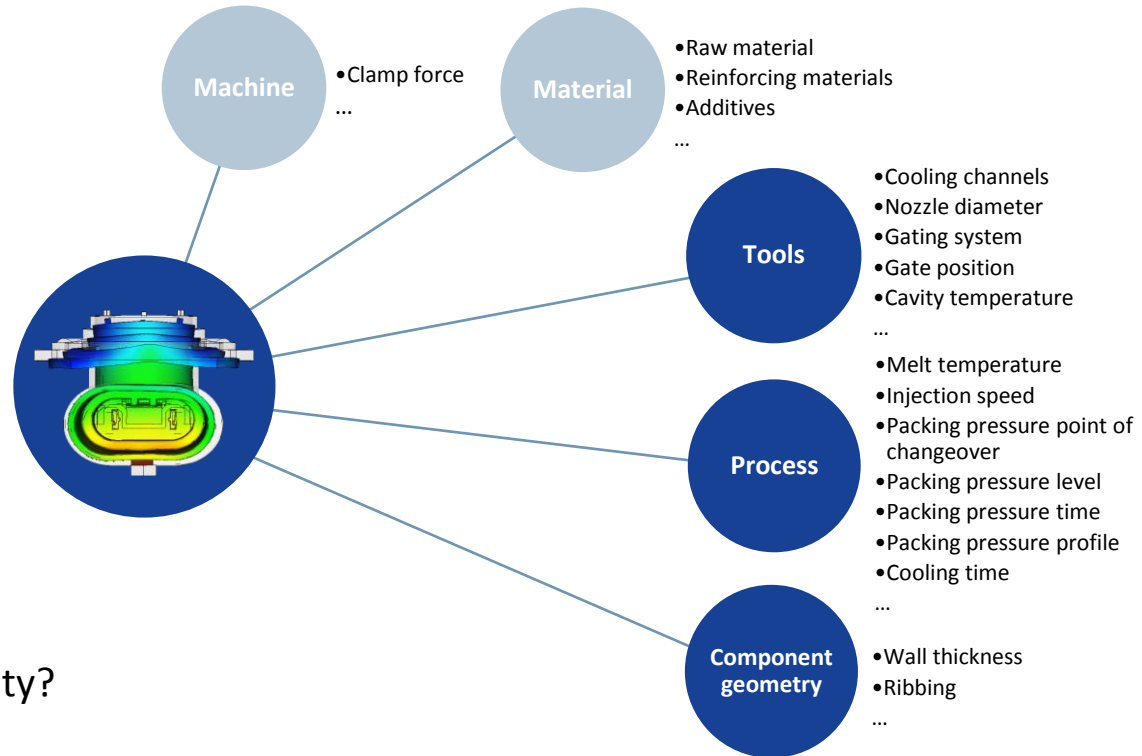 Machine
•Clamp force
...
Material
•Raw material
•Reinforcing materials
•Additives
...
Tools
•Cooling channels
•Nozzle diameter
•Gating system
•Gate position
•Cavity temperature
...
Process
•Melt temperature
•Injection speed
•Packing pressure point of
changeover
•Packing pressure level
•Packing pressure time
•Packing pressure profile
•Cooling time
...
Component
geometry
•Wall thickness
•Ribbing
...
ty?